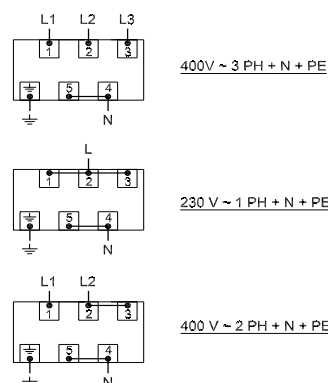 L1 L2 L3
1 2 3
400V ~ 3 PH + N + PE
5 4
N
L
1 2 3
230 V ~ 1 PH + N + PE
5 4
N
L1 L2
1 2 3
400 V ~ 2 PH + N + PE
5 4
N